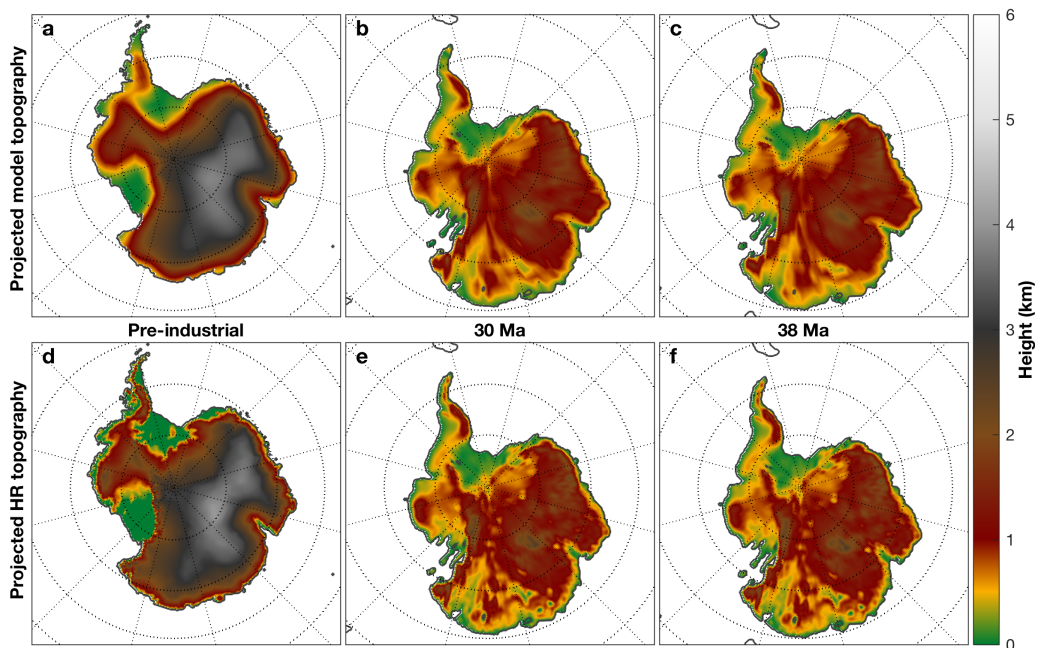 a
b
c
Projected model topography
Pre-industrial
30 Ma
38 Ma
d
e
f
Projected HR topography
6
5
4
3
2
1
0
Height (km)